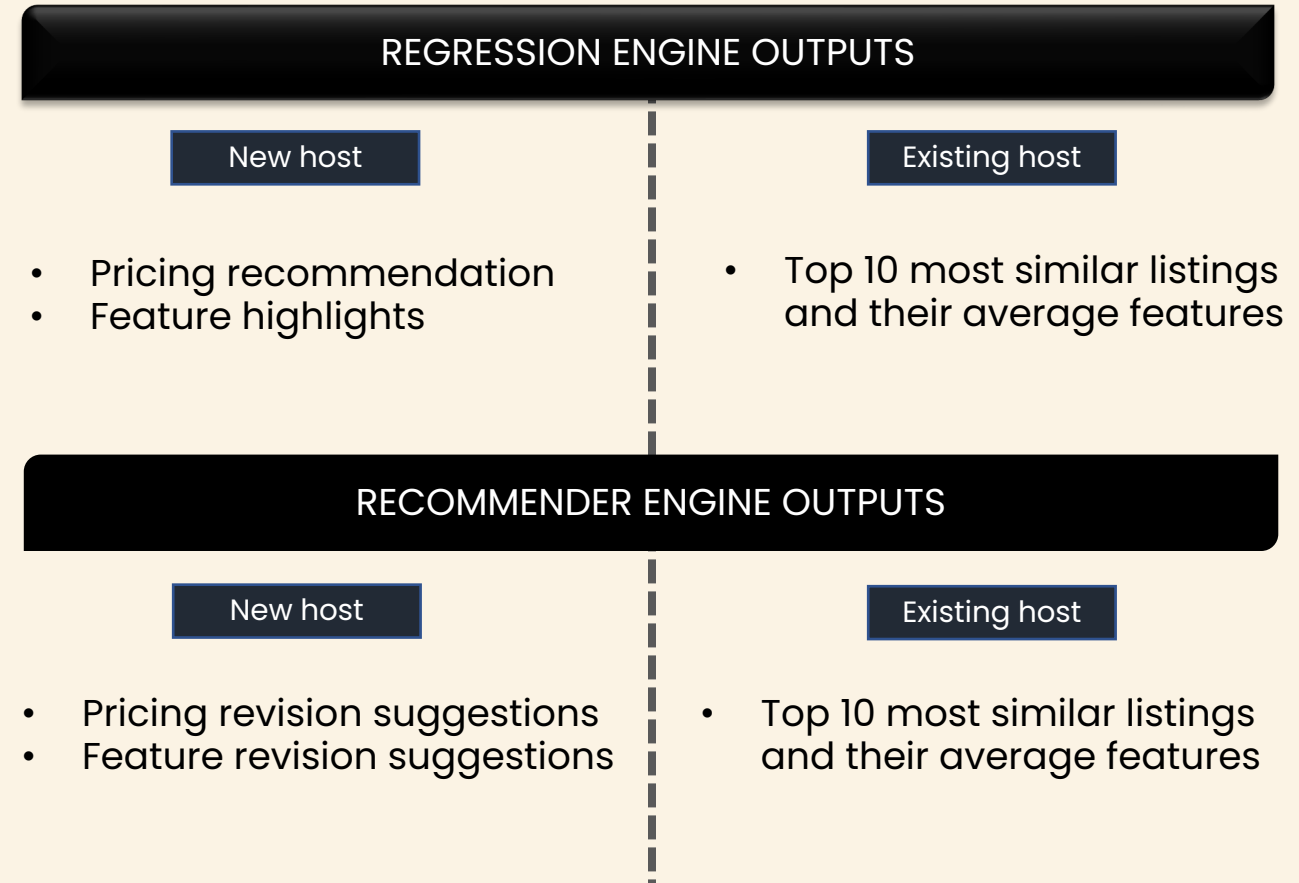 REGRESSION ENGINE OUTPUTS
New host
• Pricing recommendation
• Feature highlights
Existing host
• Top 10 most similar listings
and their average features
RECOMMENDER ENGINE OUTPUTS
New host
• Pricing revision suggestions
• Feature revision suggestions
Existing host
• Top 10 most similar listings
and their average features